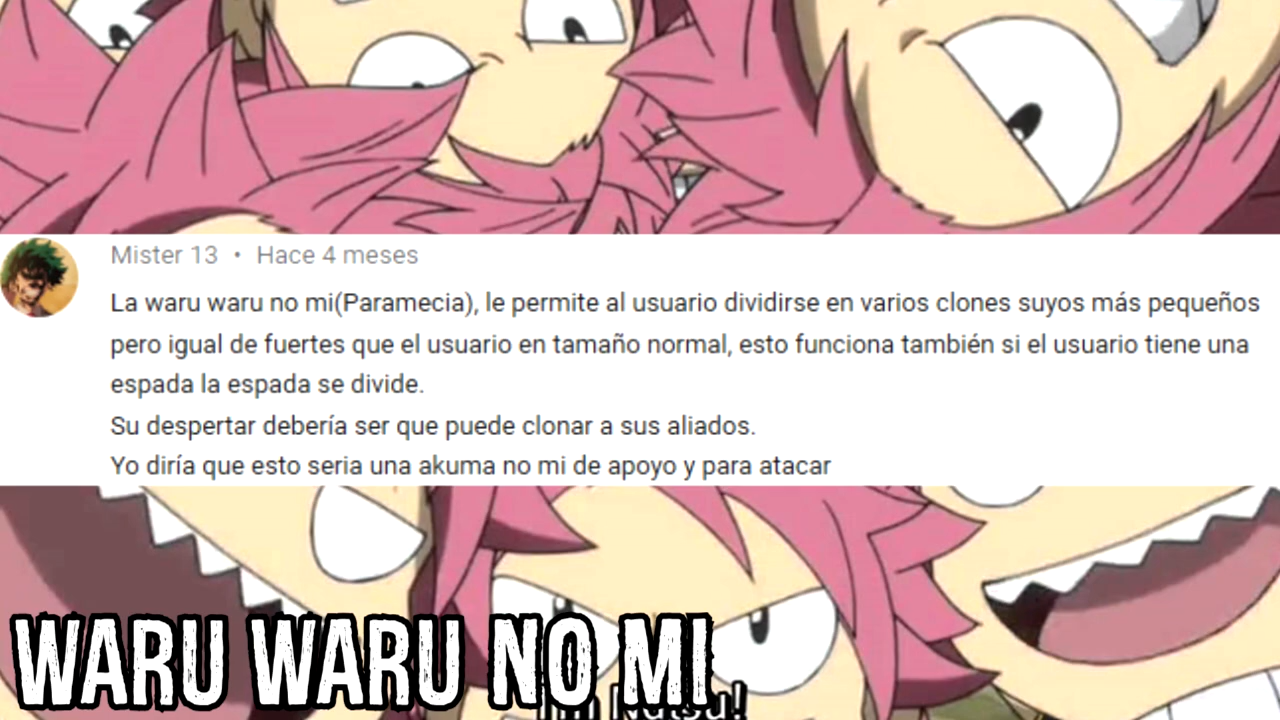 Mister 13 • Hace 4 meses
La waru waru no mi(Paramecia), le permite al usuario dividirse en varios clones suyos más pequeños
pero igual de fuertes que el usuario en tamaño normal, esto funciona también si el usuario tiene una
espada la espada se divide.
Su despertar debería ser que puede clonar a sus aliados.
Yo diría que esto seria una akuma no mi de apoyo y para atacar
WARU WARU NO MI
I'm Natsu!